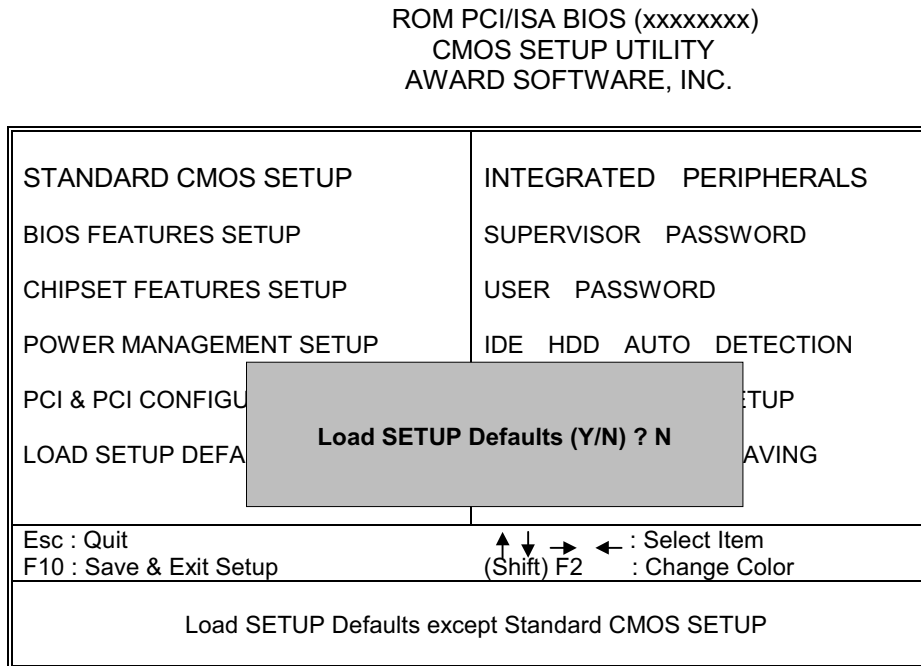 ROM PCI/ISA BIOS (xxxxxxxx)
CMOS SETUP UTILITY
AWARD SOFTWARE, INC.
STANDARD CMOS SETUP
BIOS FEATURES SETUP
CHIPSET FEATURES SETUP
POWER MANAGEMENT SETUP
PCI & PCI CONFIGU
LOAD SETUP DEFA
INTEGRATED PERIPHERALS
SUPERVISOR PASSWORD
USER PASSWORD
IDE HDD AUTO DETECTION
ETUP
AVING
Load SETUP Defaults (Y/N) ? N
Esc : Quit
F10 : Save & Exit Setup
↑ ↓ → ← : Select Item
(Shift) F2 : Change Color
Load SETUP Defaults except Standard CMOS SETUP